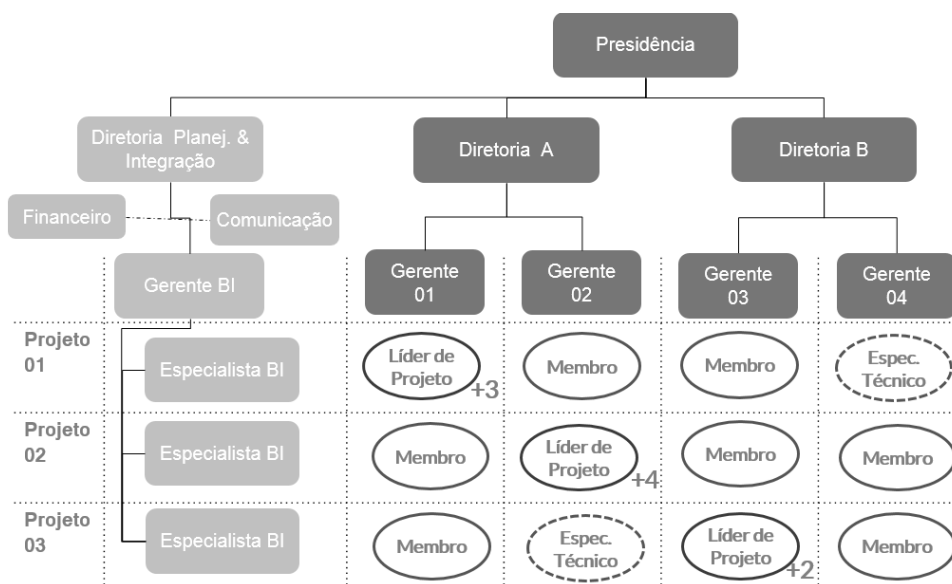 Presidência
Diretoria Planej. &
Integração
Diretoria A
Diretoria B
Financeiro
Comunicação
Gerente BI
Gerente
01
Gerente
02
Gerente
03
Gerente
04
Projeto
01
Especialista BI
Líder de
Projeto
+3
Membro
Membro
Espec.
Técnico
Projeto
02
Especialista BI
Membro
Líder de
Projeto
+4
Membro
Membro
Projeto
03
Especialista BI
Membro
Espec.
Técnico
Líder de
Projeto
+2
Membro